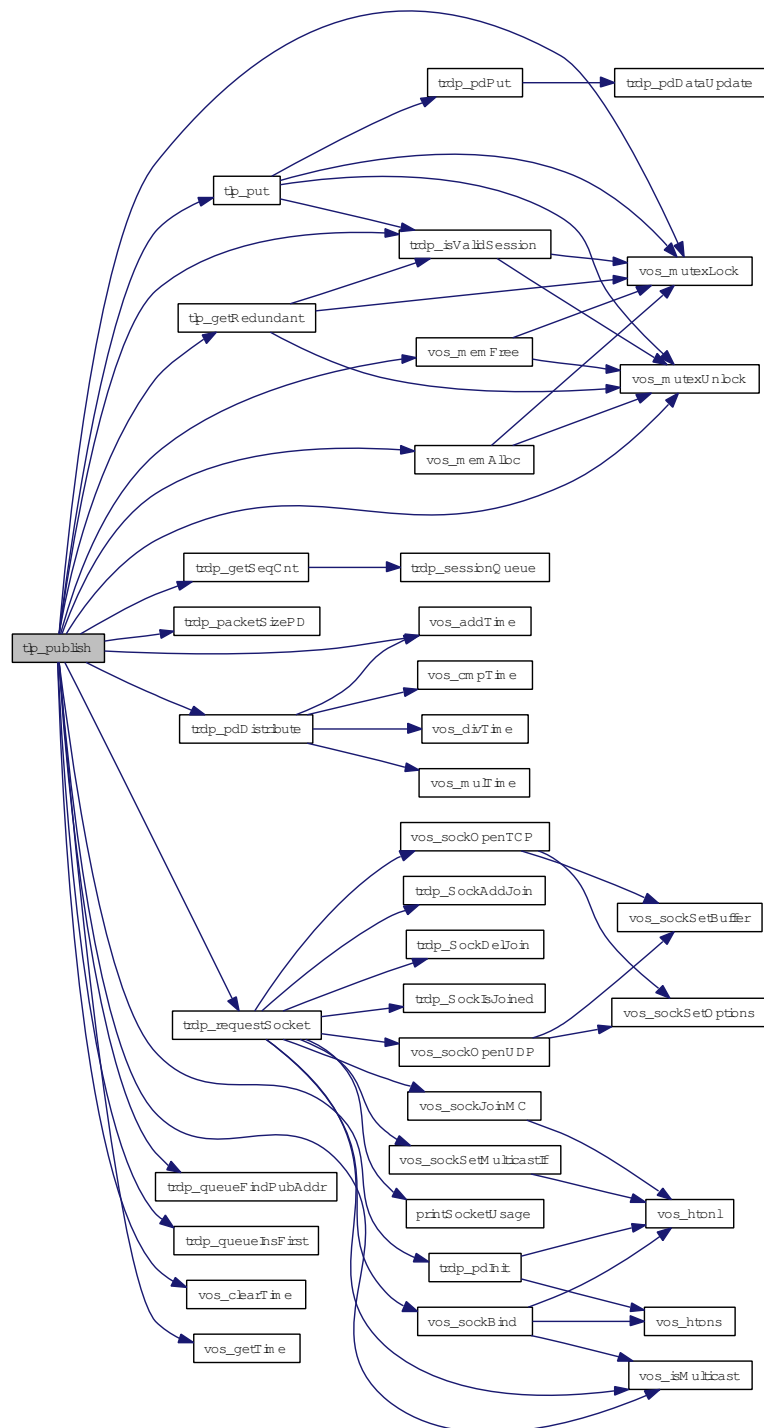 trdp_pdPut
trdp_pdDataUpdate
tlp_put
trdp_isValidSession
vos_mutexLock
tlp_getRedundant
vos_memFree
vos_mutexUnlock
vos_memAlloc
trdp_getSeqCnt
trdp_sessionQueue
trdp_packetSizePD
vos_addTime
tlp_publish
vos_cmpTime
trdp_pdDistribute
vos_divTime
vos_mulTime
vos_sockOpenTCP
trdp_SockAddJoin
vos_sockSetBuffer
trdp_SockDelJoin
trdp_SockIsJoined
vos_sockSetOptions
trdp_requestSocket
vos_sockOpenUDP
vos_sockJoinMC
vos_sockSetMulticastIf
trdp_queueFindPubAddr
printSocketUsage
vos_htonl
trdp_queueInsFirst
trdp_pdInit
vos_clearTime
vos_sockBind
vos_htons
vos_getTime
vos_isMulticast